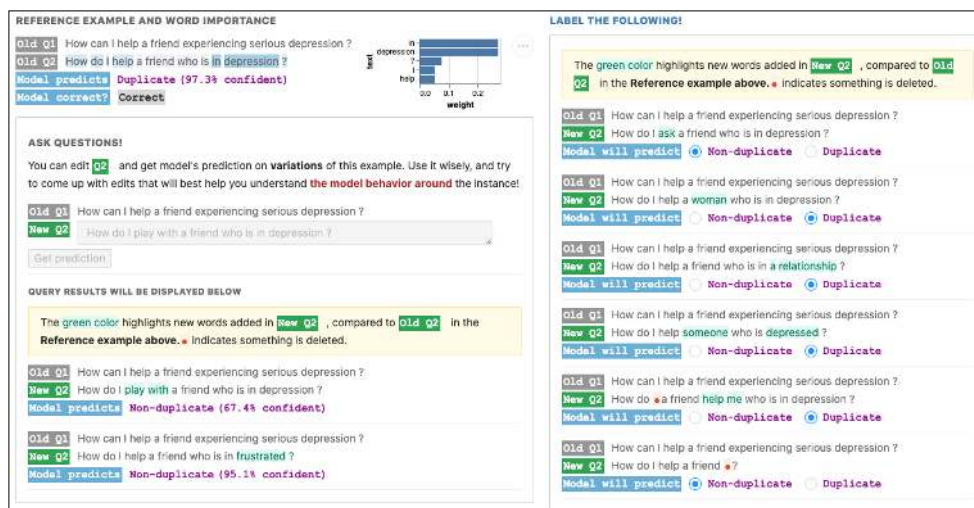 REFERENCE EXAMPLE AND WORD IMPORTANCE
Old Q1 How can I help a friend experiencing serious depression ?
Old Q2 How do I help a friend who is in depression ?
Model predicts Duplicate (97.3% confident)
Model correct? Correct
text
in
depression
?
I
help
0.0 0.1 0.2
weight
ASK QUESTIONS!
You can edit Q2 and get model's prediction on variations of this example. Use it wisely, and try
to come up with edits that will best help you understand the model behavior around the instance!
Old Q1 How can I help a friend experiencing serious depression ?
New Q2 How do I play with a friend who is in depression ?
Get prediction
QUERY RESULTS WILL BE DISPLAYED BELOW
The green color highlights new words added in New Q2 , compared to Old Q2 in the
Reference example above. ● indicates something is deleted.
Old Q1 How can I help a friend experiencing serious depression ?
New Q2 How do I play with a friend who is in depression ?
Model predicts Non-duplicate (67.4% confident)
Old Q1 How can I help a friend experiencing serious depression ?
New Q2 How do I help a friend who is in frustrated ?
Model predicts Non-duplicate (95.1% confident)
LABEL THE FOLLOWING!
The green color highlights new words added in New Q2 , compared to Old
Q2 in the Reference example above. ● indicates something is deleted.
Old Q1 How can I help a friend experiencing serious depression ?
New Q2 How do I ask a friend who is in depression ?
Model will predict Non-duplicate Duplicate
Old Q1 How can I help a friend experiencing serious depression ?
New Q2 How do I help a woman who is in depression ?
Model will predict Non-duplicate Duplicate
Old Q1 How can I help a friend experiencing serious depression ?
New Q2 How do I help a friend who is in a relationship ?
Model will predict Non-duplicate Duplicate
Old Q1 How can I help a friend experiencing serious depression ?
New Q2 How do I help someone who is depressed ?
Model will predict Non-duplicate Duplicate
Old Q1 How can I help a friend experiencing serious depression ?
New Q2 How do ● a friend help me who is in depression ?
Model will predict Non-duplicate Duplicate
Old Q1 How can I help a friend experiencing serious depression ?
New Q2 How do I help a friend ●?
Model will predict Non-duplicate Duplicate